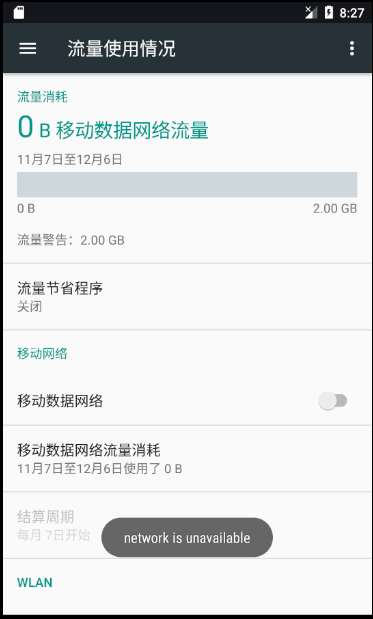 8:27
流量使用情况
流量消耗
0 B 移动数据网络流量
11月7日至12月6日
0 B 2.00 GB
流量警告：2.00 GB
流量节省程序
关闭
移动网络
移动数据网络
移动数据网络流量消耗
11月7日至12月6日使用了 0 B
结算周期
每月 7日开始
network is unavailable
WLAN